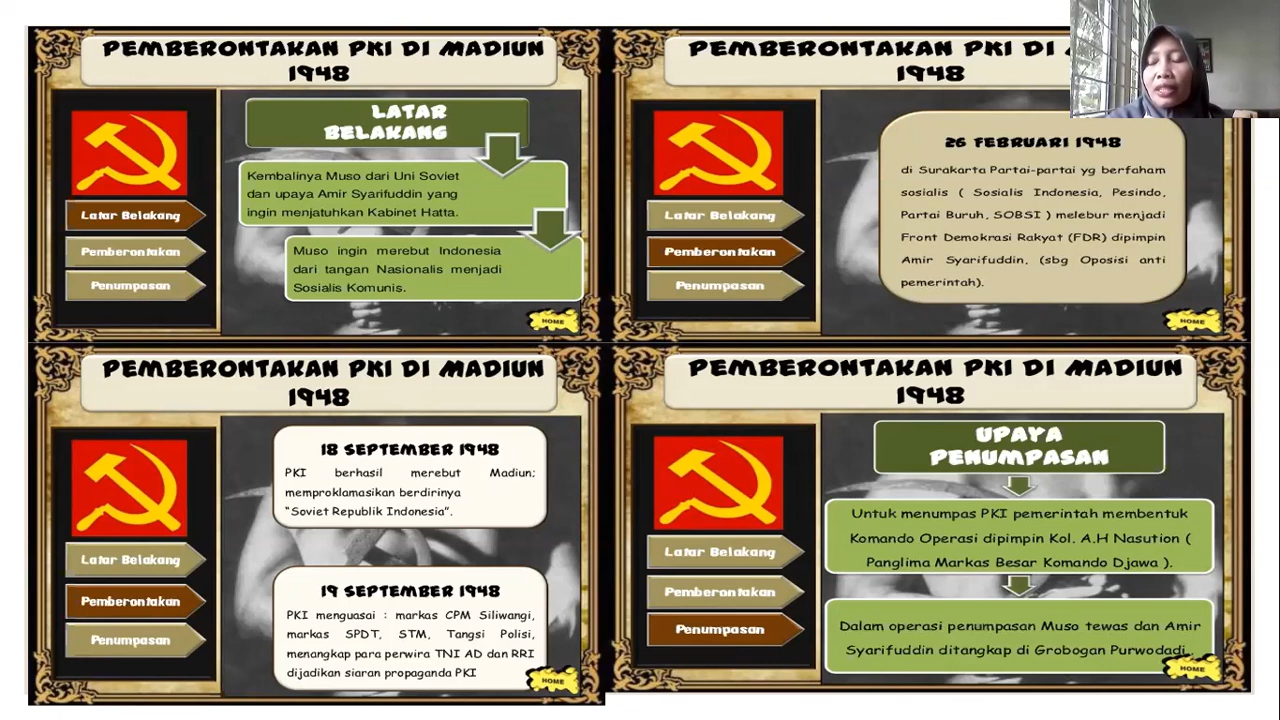 PEMBERONTAKAN PKI DI MADIUN
1948
LATAR
BELAKANG
Kembalinya Muso dari Uni Soviet
dan upaya Amir Syarifuddin yang
ingin menjatuhkan Kabinet Hatta.
Muso ingin merebut Indonesia
dari tangan Nasionalis menjadi
Sosialis Komunis.
Latar Belakang
Pemberontakan
Penumpasan
HOME
PEMBERONTAKAN PKI DI
1948
26 FEBRUARI 1948
di Surakarta Partai-partai yg berfaham
sosialis ( Sosialis Indonesia, Pesindo,
Partai Buruh, SOBSI ) melebur menjadi
Front Demokrasi Rakyat (FDR) dipimpin
Amir Syarifuddin, (sbg Oposisi anti
pemerintah).
Latar Belakang
Pemberontakan
Penumpasan
HOME
PEMBERONTAKAN PKI DI MADIUN
1948
18 SEPTEMBER 1948
PKI berhasil merebut Madiun;
memproklamasikan berdirinya
“Soviet Republik Indonesia”.
19 SEPTEMBER 1948
PKI menguasai : markas CPM Siliwangi,
markas SPDT, STM, Tangsi Polisi,
menangkap para perwira TNI AD dan RRI
dijadikan siaran propaganda PKI
Latar Belakang
Pemberontakan
Penumpasan
HOME
PEMBERONTAKAN PKI DI MADIUN
1948
UPAYA
PENUMPASAN
Untuk menumpas PKI pemerintah membentuk
Komando Operasi dipimpin Kol. A.H Nasution (
Panglima Markas Besar Komando Djawa ).
Dalam operasi penumpasan Muso tewas dan Amir
Syarifuddin ditangkap di Grobogan Purwodadi.
Latar Belakang
Pemberontakan
Penumpasan
HOME